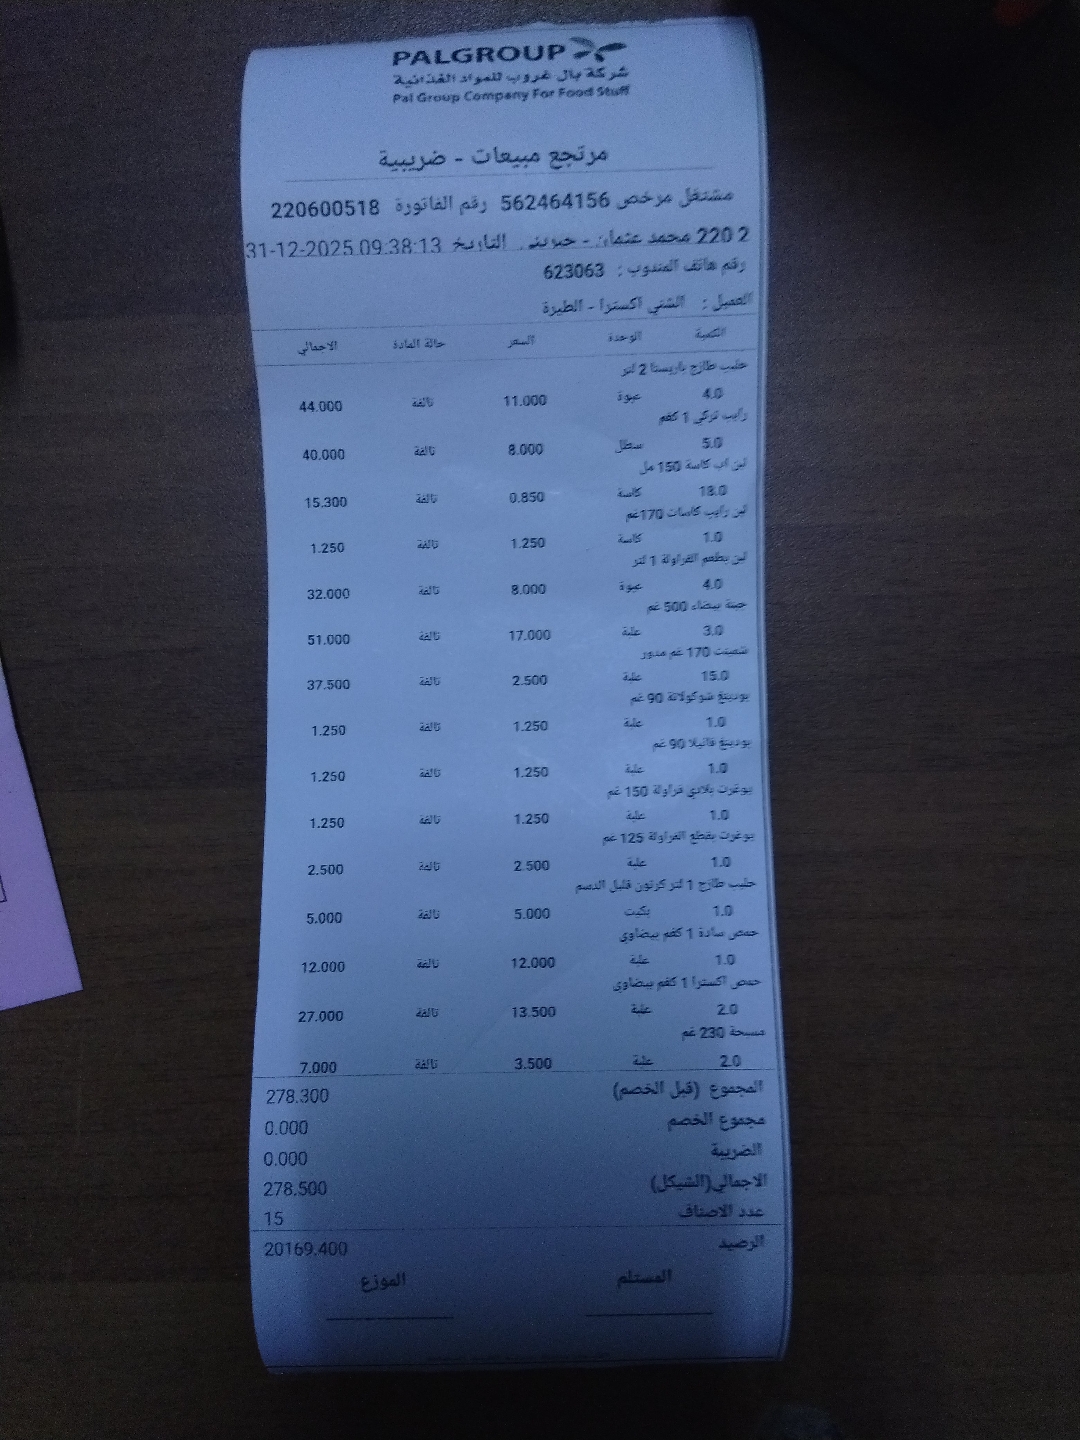 PALGROUP
شركة بال غروب للمواد الغذائية
Pal Group Company For Food Stuff
مرتجع مبيعات - ضريبية
مشتغل مرخص 562464156 رقم الفاتورة 220600518
220 2 محمد عثمان - جبريني التاريخ 31-12-2025 09:38:13
رقم هاتف المندوب : 623063
العميل : الشني اكسترا - الطيرة
الكمية الوحدة السعر حالة المادة الاجمالي
حليب طازج باريستا 2 لتر
4.0 عبوة 11.000 تالفة 44.000
رايب تركي 1 كغم
5.0 سطل 8.000 تالفة 40.000
لبن اب كاسة 150 مل
18.0 كاسة 0.850 تالفة 15.300
لبن رايب كاسات 170غم
1.0 كاسة 1.250 تالفة 1.250
لبن بطعم الفراولة 1 لتر
4.0 عبوة 8.000 تالفة 32.000
جبنة بيضاء 500 غم
3.0 علبة 17.000 تالفة 51.000
شمينت 170 غم مدور
15.0 علبة 2.500 تالفة 37.500
بودينغ شوكولاتة 90 غم
1.0 علبة 1.250 تالفة 1.250
بودينغ فانيلا 90 غم
1.0 علبة 1.250 تالفة 1.250
يوغرت بلادي فراولة 150 غم
1.0 علبة 1.250 تالفة 1.250
يوغرت بقطع الفراولة 125 غم
1.0 علبة 2.500 تالفة 2.500
حليب طازج 1 لتر كرتون قليل الدسم
1.0 بكيت 5.000 تالفة 5.000
حمص سادة 1 كغم بيضاوي
1.0 علبة 12.000 تالفة 12.000
حمص اكسترا 1 كغم بيضاوي
2.0 علبة 13.500 تالفة 27.000
مسبحة 230 غم
2.0 علبة 3.500 تالفة 7.000
المجموع (قبل الخصم) 278.300
مجموع الخصم 0.000
الضريبة 0.000
الاجمالي(الشيكل) 278.500
عدد الاصناف 15
الرصيد 20169.400
المستلم الموزع